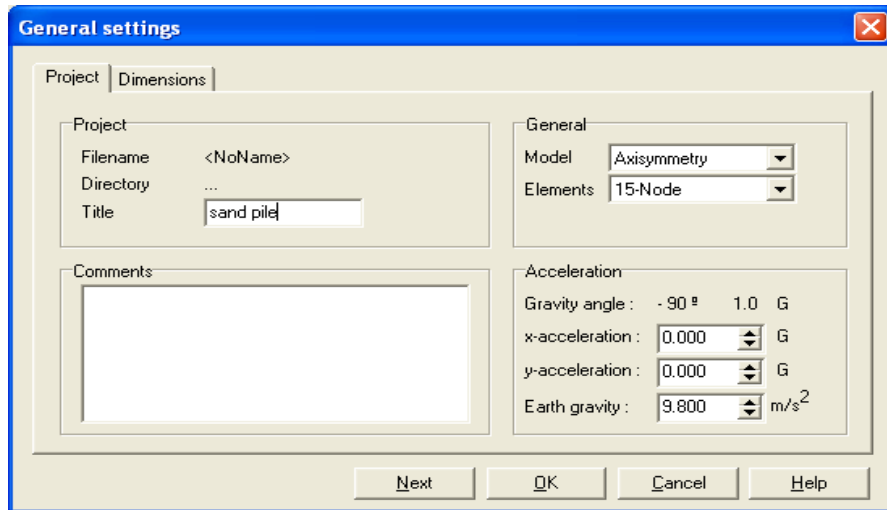 General settings
Project Dimensions
Project
Filename <NoName>
Directory ...
Title sand pile
General
Model Axisymmetry
Elements 15-Node
Comments
Acceleration
Gravity angle : - 90 º 1.0 G
x-acceleration : 0.000 G
y-acceleration : 0.000 G
Earth gravity : 9.800 m/s²
Next OK Cancel Help